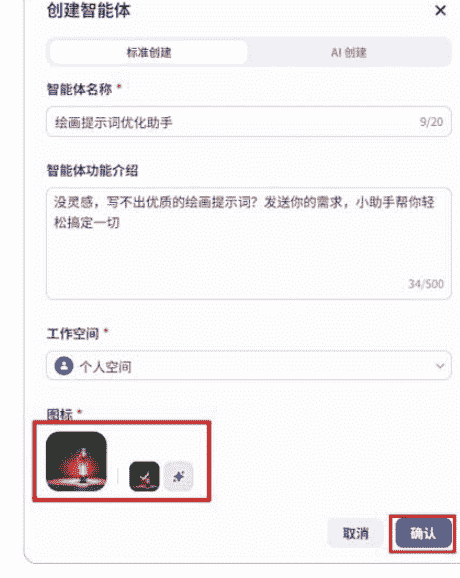 创建智能体
标准创建
AI 创建
智能体名称 *
绘画提示词优化助手
9/20
智能体功能介绍
没灵感，写不出优质的绘画提示词？发送你的需求，小助手帮你轻
松搞定一切
34/500
工作空间 *
个人空间
图标 *
取消
确认